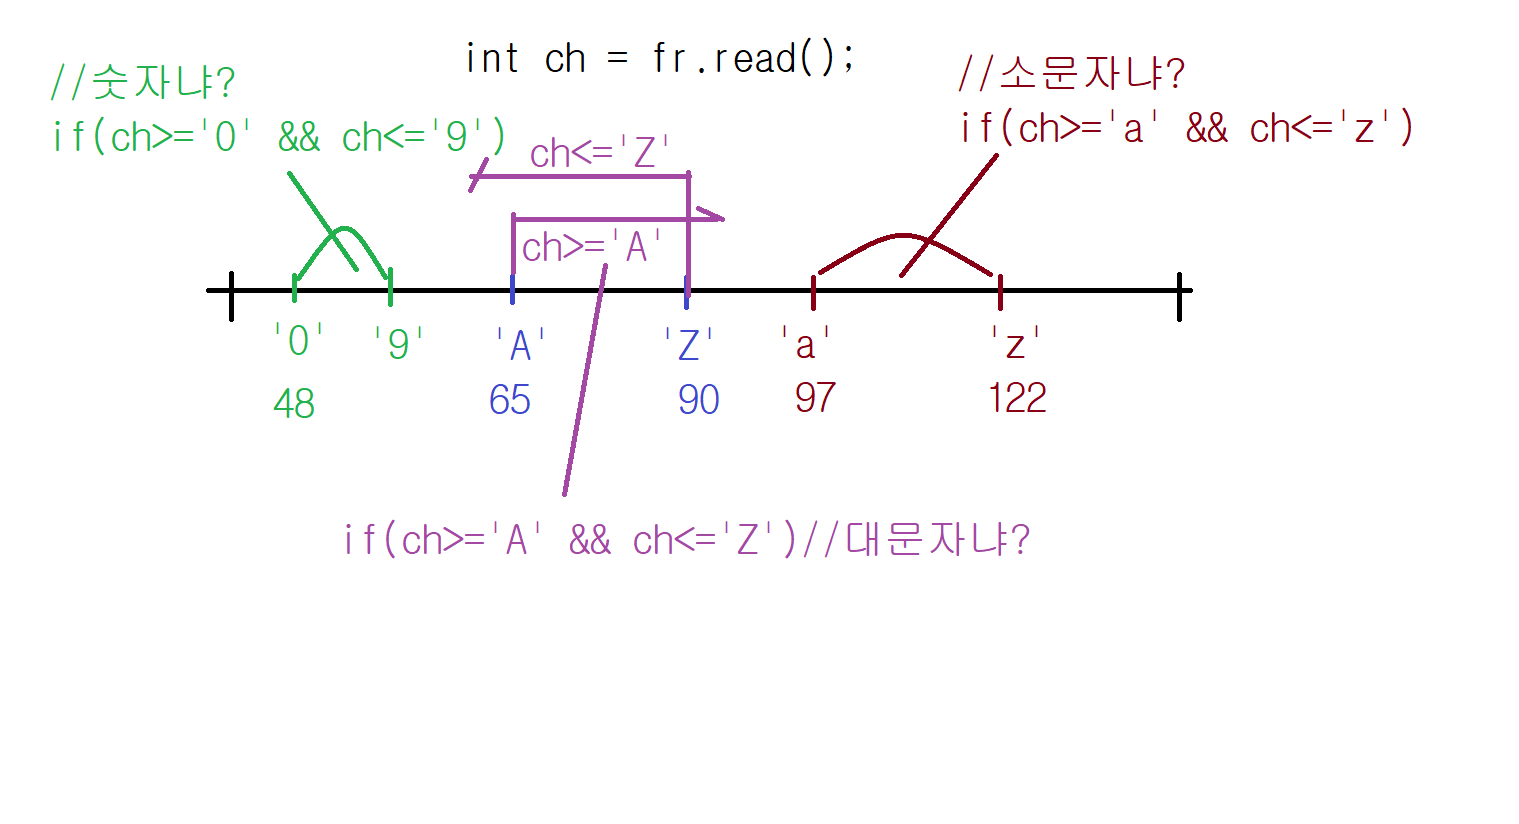 int ch = fr.read();
//숫자냐?
if(ch>='0' && ch<='9')
//소문자냐?
if(ch>='a' && ch<='z')
ch<='Z'
ch>='A'
'0' '9' 'A' 'Z' 'a' 'z'
48 65 90 97 122
if(ch>='A' && ch<='Z')//대문자냐?